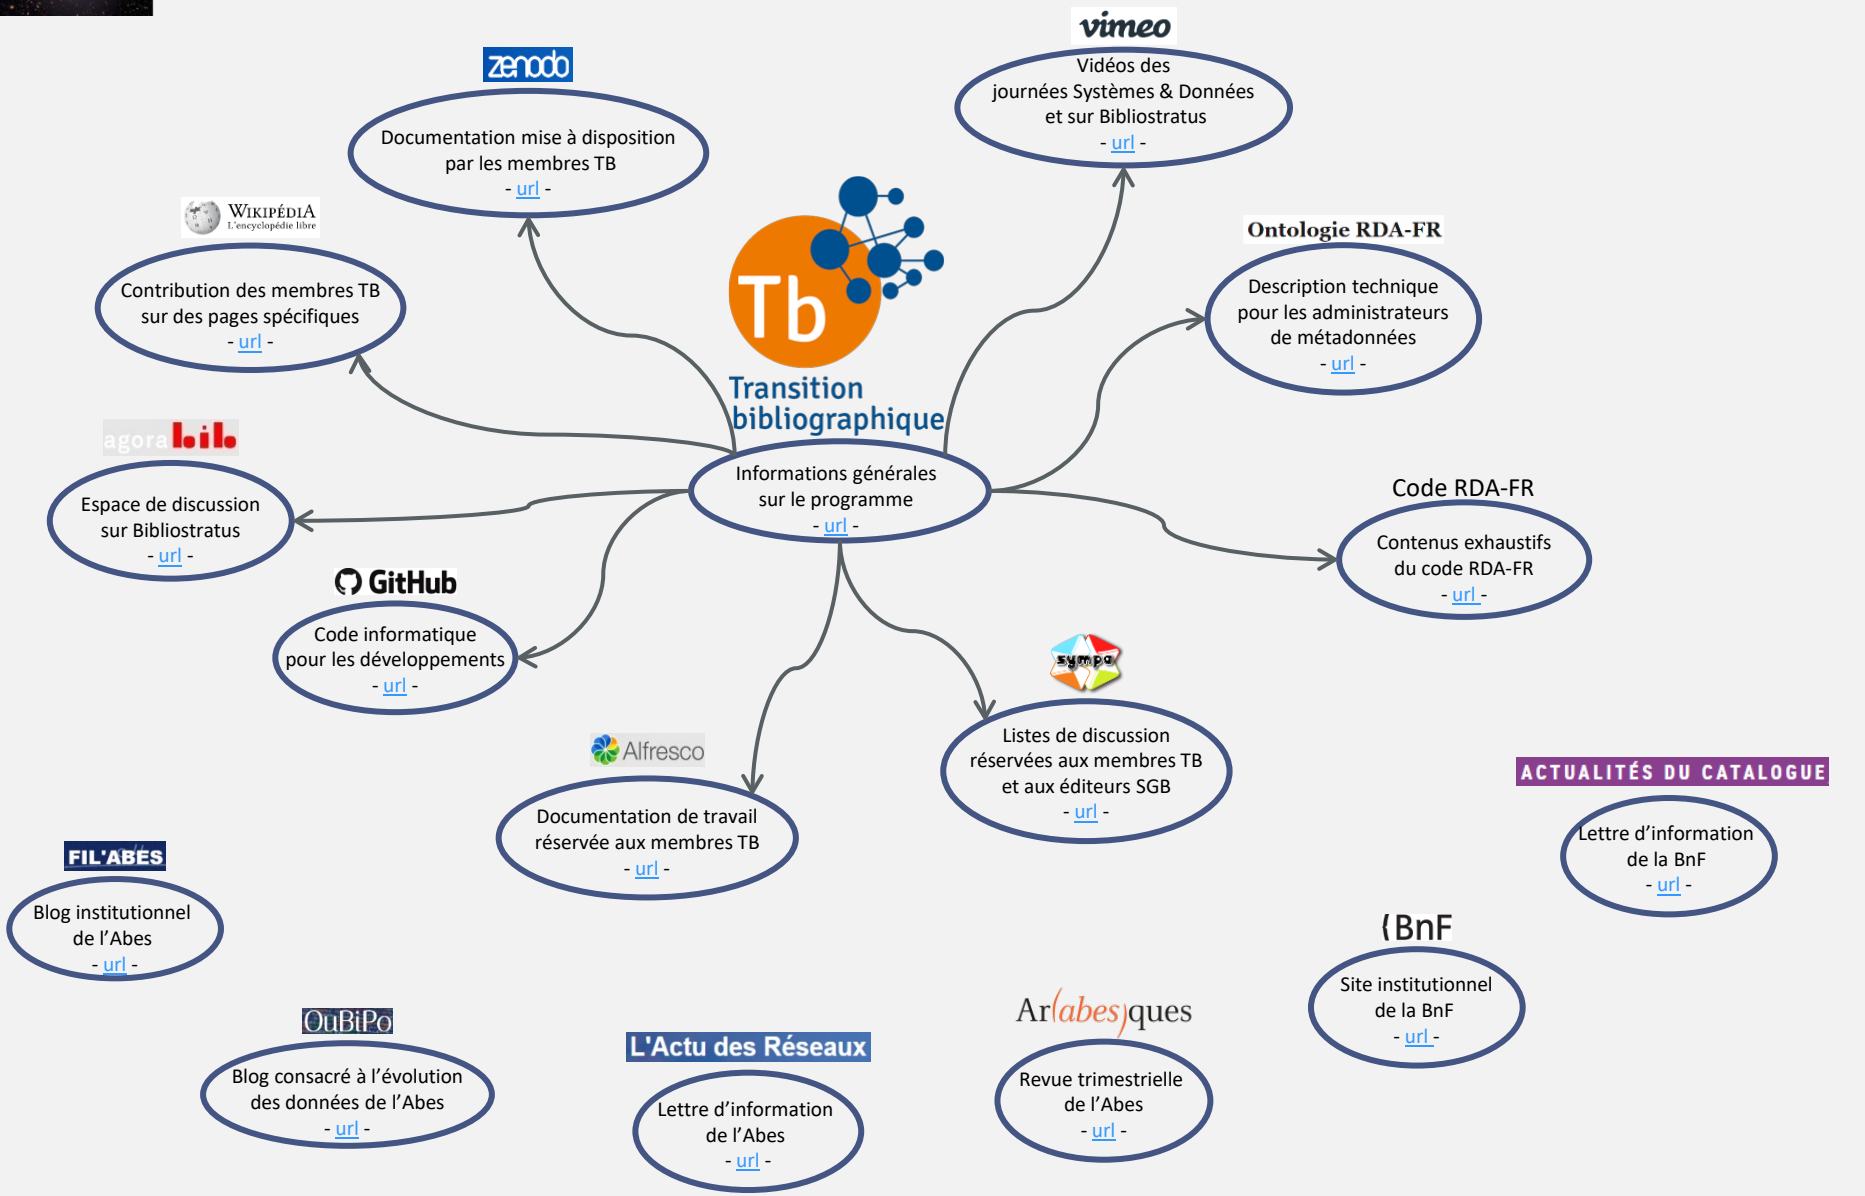 vimeo
Vidéos des
journées Systèmes & Données
et sur Bibliostratus
- url -
zenodo
Documentation mise à disposition
par les membres TB
- url -
WIKIPÉDIA
L'encyclopédie libre
Contribution des membres TB
sur des pages spécifiques
- url -
Tb
Transition
bibliographique
Informations générales
sur le programme
- url -
Ontologie RDA-FR
Description technique
pour les administrateurs
de métadonnées
- url -
agorabib
Espace de discussion
sur Bibliostratus
- url -
Code RDA-FR
Contenus exhaustifs
du code RDA-FR
- url -
GitHub
Code informatique
pour les développements
- url -
sympa
Listes de discussion
réservées aux membres TB
et aux éditeurs SGB
- url -
Alfresco
Documentation de travail
réservée aux membres TB
- url -
ACTUALITÉS DU CATALOGUE
Lettre d’information
de la BnF
- url -
FIL'ABES
Blog institutionnel
de l’Abes
- url -
{BnF
Site institutionnel
de la BnF
- url -
OuBiPo
Blog consacré à l’évolution
des données de l’Abes
- url -
L'Actu des Réseaux
Lettre d’information
de l’Abes
- url -
Ar(abes)ques
Revue trimestrielle
de l’Abes
- url -